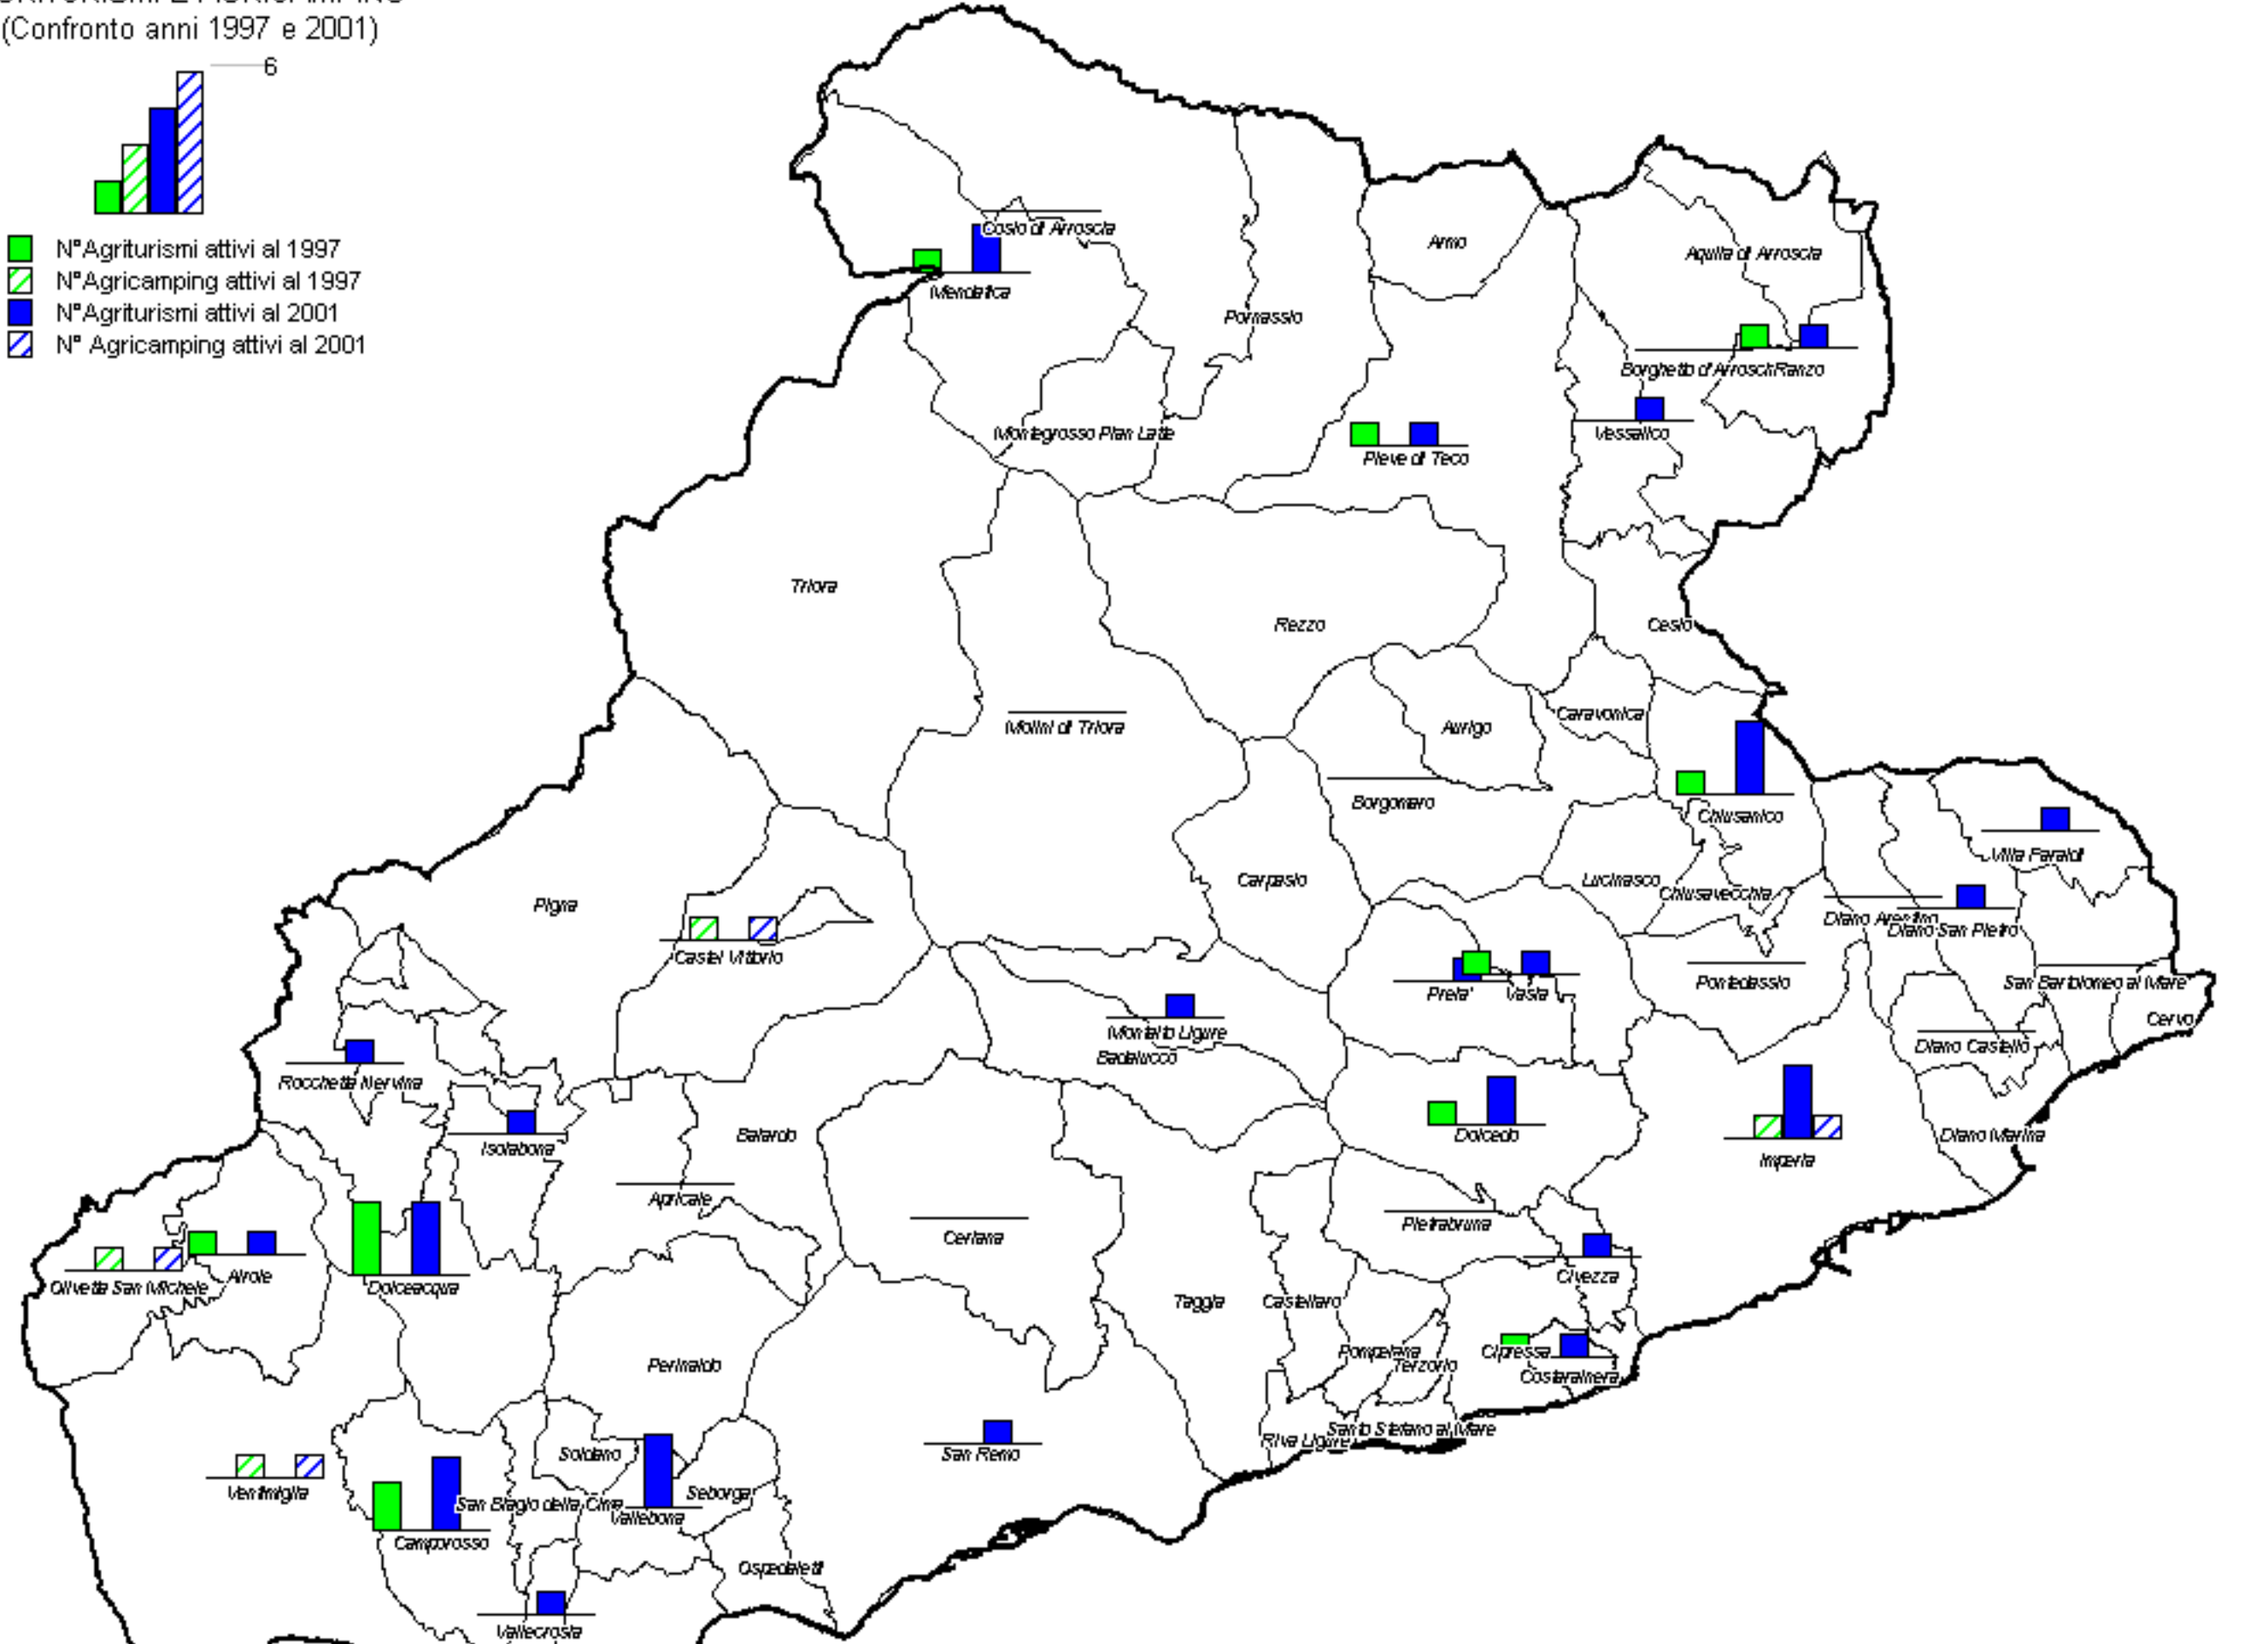 (Confronto anni 1997 e 2001)
6
N°Agriturismi attivi al 1997
N°Agricamping attivi al 1997
N°Agriturismi attivi al 2001
N° Agricamping attivi al 2001
Cosio di Arroscia
Armo
Aquila di Arroscia
Mendatica
Pornassio
Borghetto d'Arrosci
Ranzo
Montegrosso Pian Latte
Pieve di Teco
Vessalico
Triora
Rezzo
Cesio
Molini di Triora
Aurigo
Caravonica
Borgomaro
Chiusanico
Villa Faraldi
Pigna
Carpasio
Lucinasco
Chiusavecchia
Diano Arentino
Diano San Pietro
Castel Vittorio
Prela'
Vasia
Pontedassio
San Bartolomeo al Mare
Cervo
Montalto Ligure
Badalucco
Diano Castello
Rocchetta Nervina
Isolabona
Baiardo
Dolcedo
Imperia
Diano Marina
Apricale
Ceriana
Pietrabruna
Olivetta San Michele
Airole
Dolceacqua
Civezza
Taggia
Castellaro
Perinaldo
Pompeiana
Terzorio
Cipressa
Costarainera
Soldano
San Remo
Riva Ligure
Santo Stefano al Mare
Ventimiglia
San Biagio della Cima
Seborga
Vallebona
Camporosso
Ospedaletti
Vallecrosia